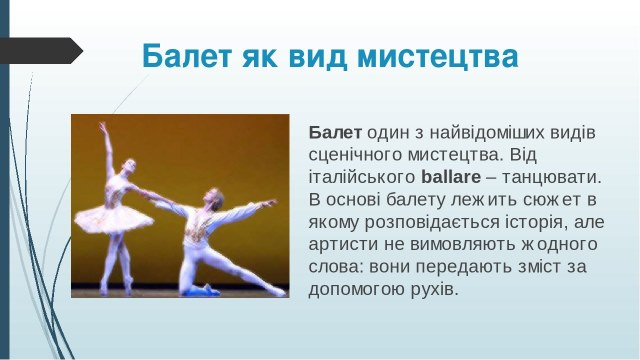 Балет як вид мистецтва
Балет один з найвідоміших видів
сценічного мистецтва. Від
італійського ballare – танцювати.
В основі балету лежить сюжет в
якому розповідається історія, але
артисти не вимовляють жодного
слова: вони передають зміст за
допомогою рухів.